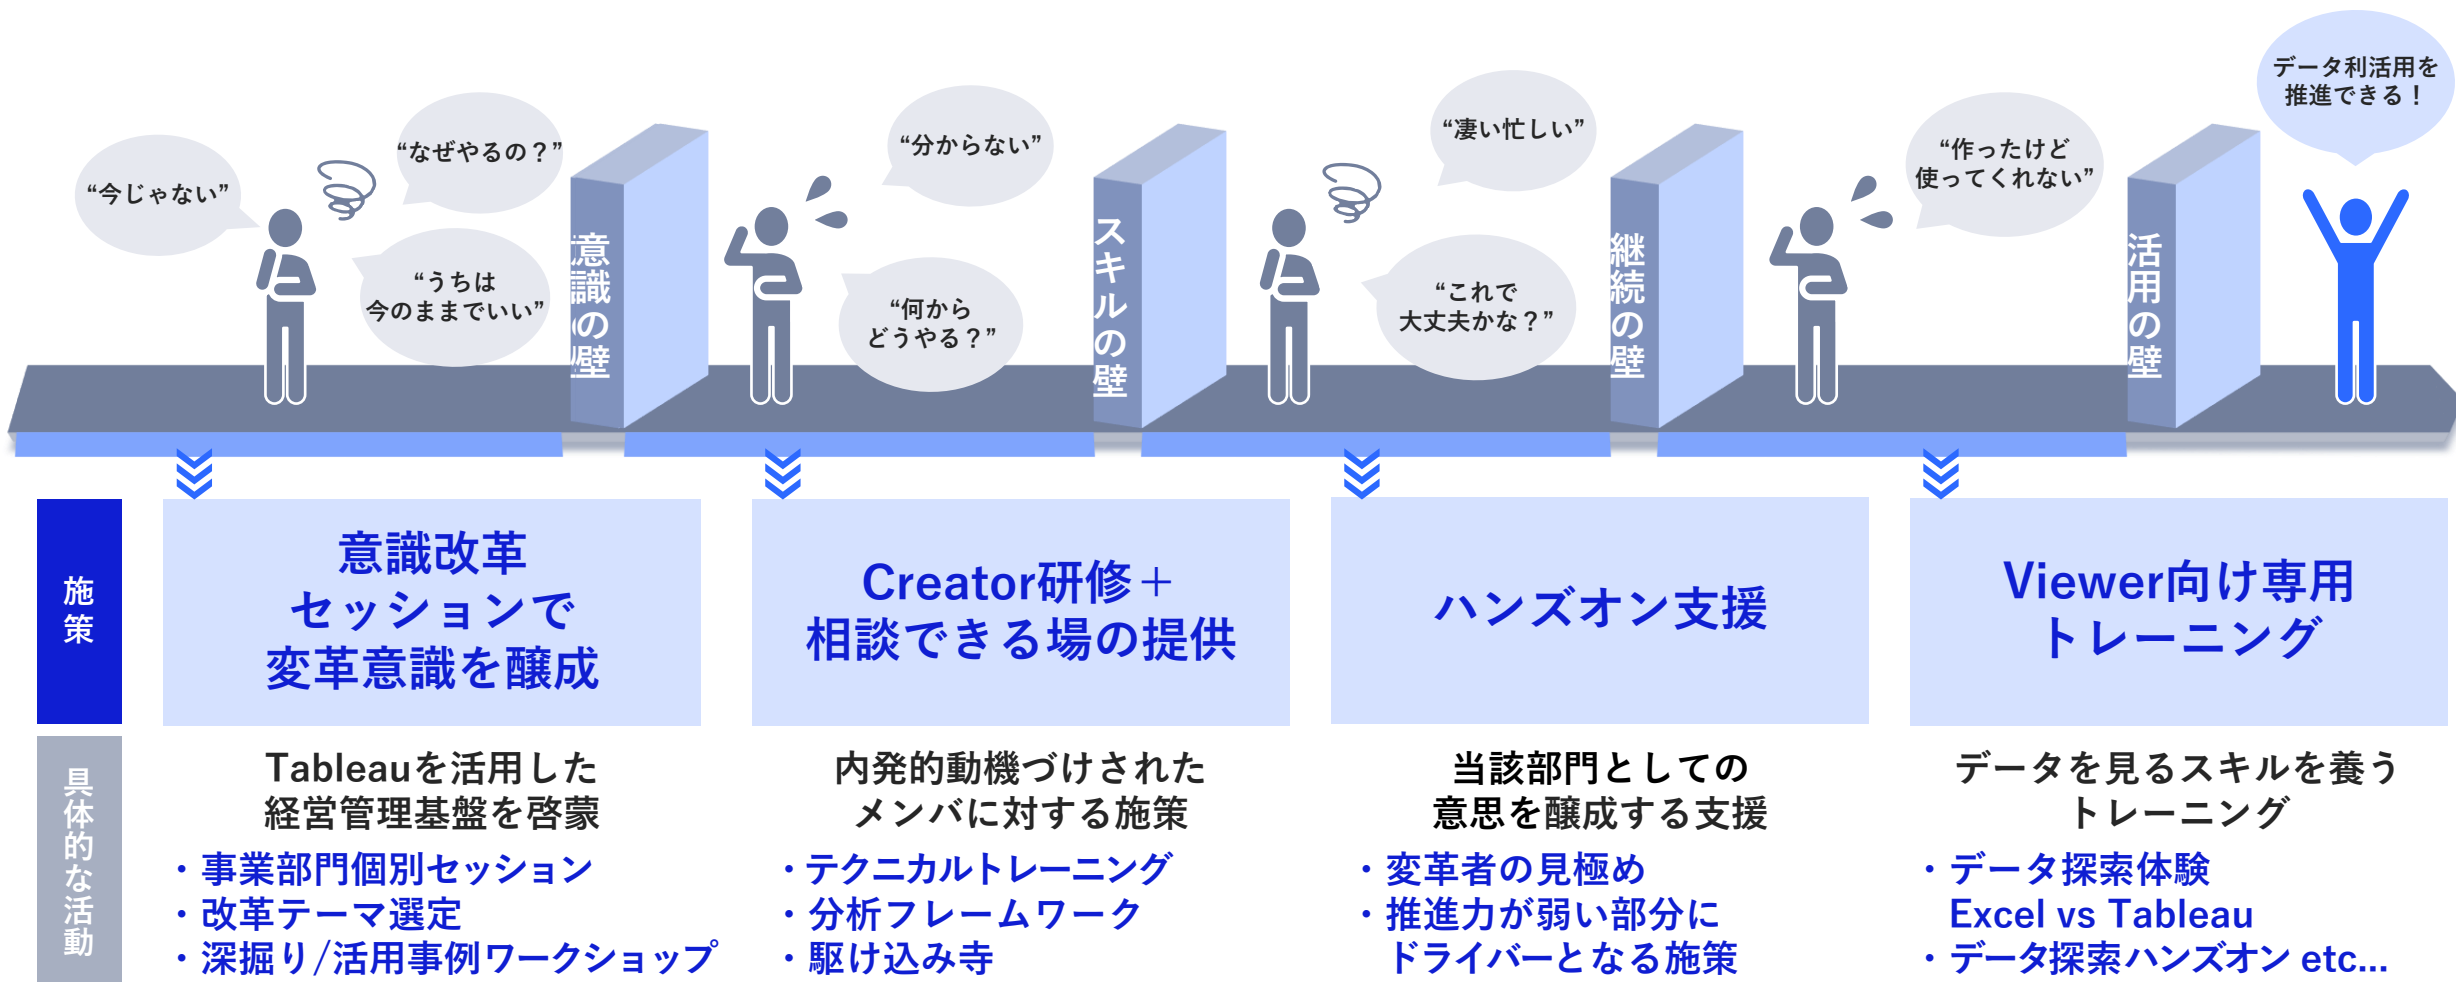 “今じゃない”
“なぜやるの？”
“うちは
今のままでいい”
意識の壁
“分からない”
“何から
どうやる？”
スキルの壁
“凄い忙しい”
“これで
大丈夫かな？”
継続の壁
“作ったけど
使ってくれない”
活用の壁
データ利活用を
推進できる！
施策
意識改革
セッションで
変革意識を醸成
Creator研修＋
相談できる場の提供
ハンズオン支援
Viewer向け専用
トレーニング
具体的な活動
Tableauを活用した
経営管理基盤を啓蒙
・事業部門個別セッション
・改革テーマ選定
・深掘り/活用事例ワークショップ
内発的動機づけされた
メンバに対する施策
・テクニカルトレーニング
・分析フレームワーク
・駆け込み寺
当該部門としての
意思を醸成する支援
・変革者の見極め
・推進力が弱い部分に
ドライバーとなる施策
データを見るスキルを養う
トレーニング
・データ探索体験
Excel vs Tableau
・データ探索ハンズオン etc...